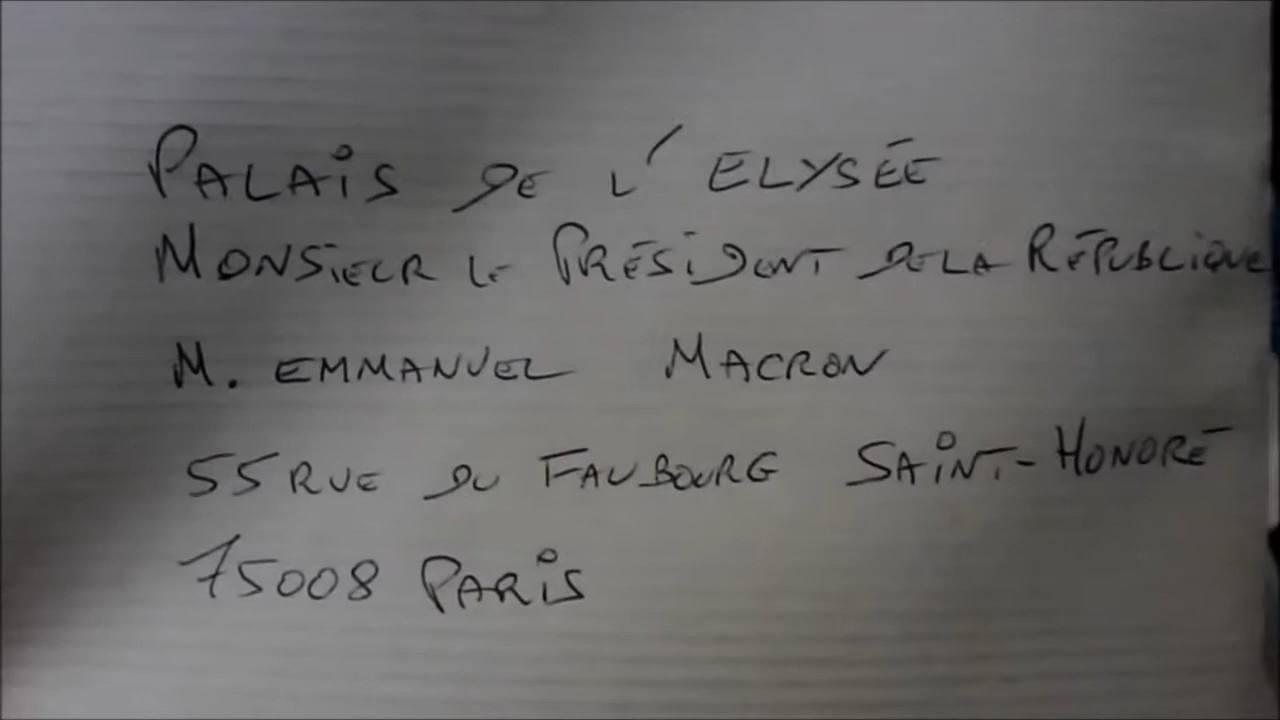 PALAIS DE L' ELYSÉE
MONSIEUR LE PRÉSIDENT DE LA RÉPUBLIQUE
M. EMMANUEL MACRON
55 RUE DU FAUBOURG SAINT-HONORÉ
75008 PARIS